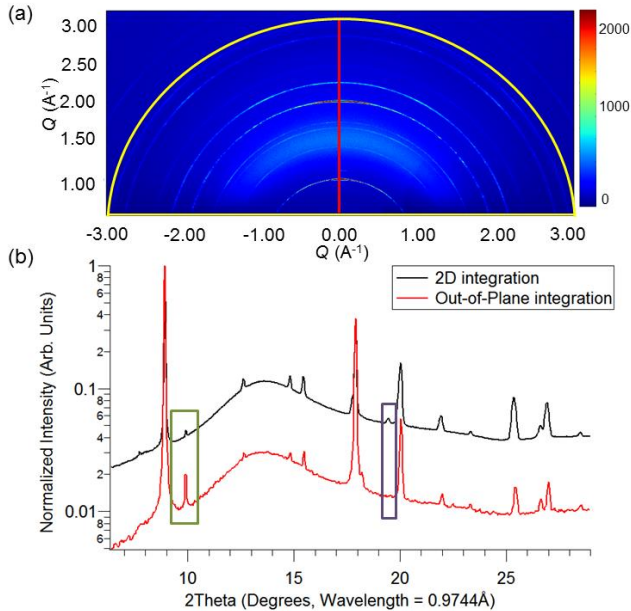 (a)
3.00
2.00
1.50
1.00
Q (A-1)
-3.00 -2.00 -1.00 0.00 1.00 2.00 3.00
Q (A-1)
2000
1000
0
(b)
2D integration
Out-of-Plane integration
1
8
6
4
2
0.1
8
6
4
2
0.01
8
6
Normalized Intensity (Arb. Units)
10 15 20 25
2Theta (Degrees, Wavelength = 0.9744Å)